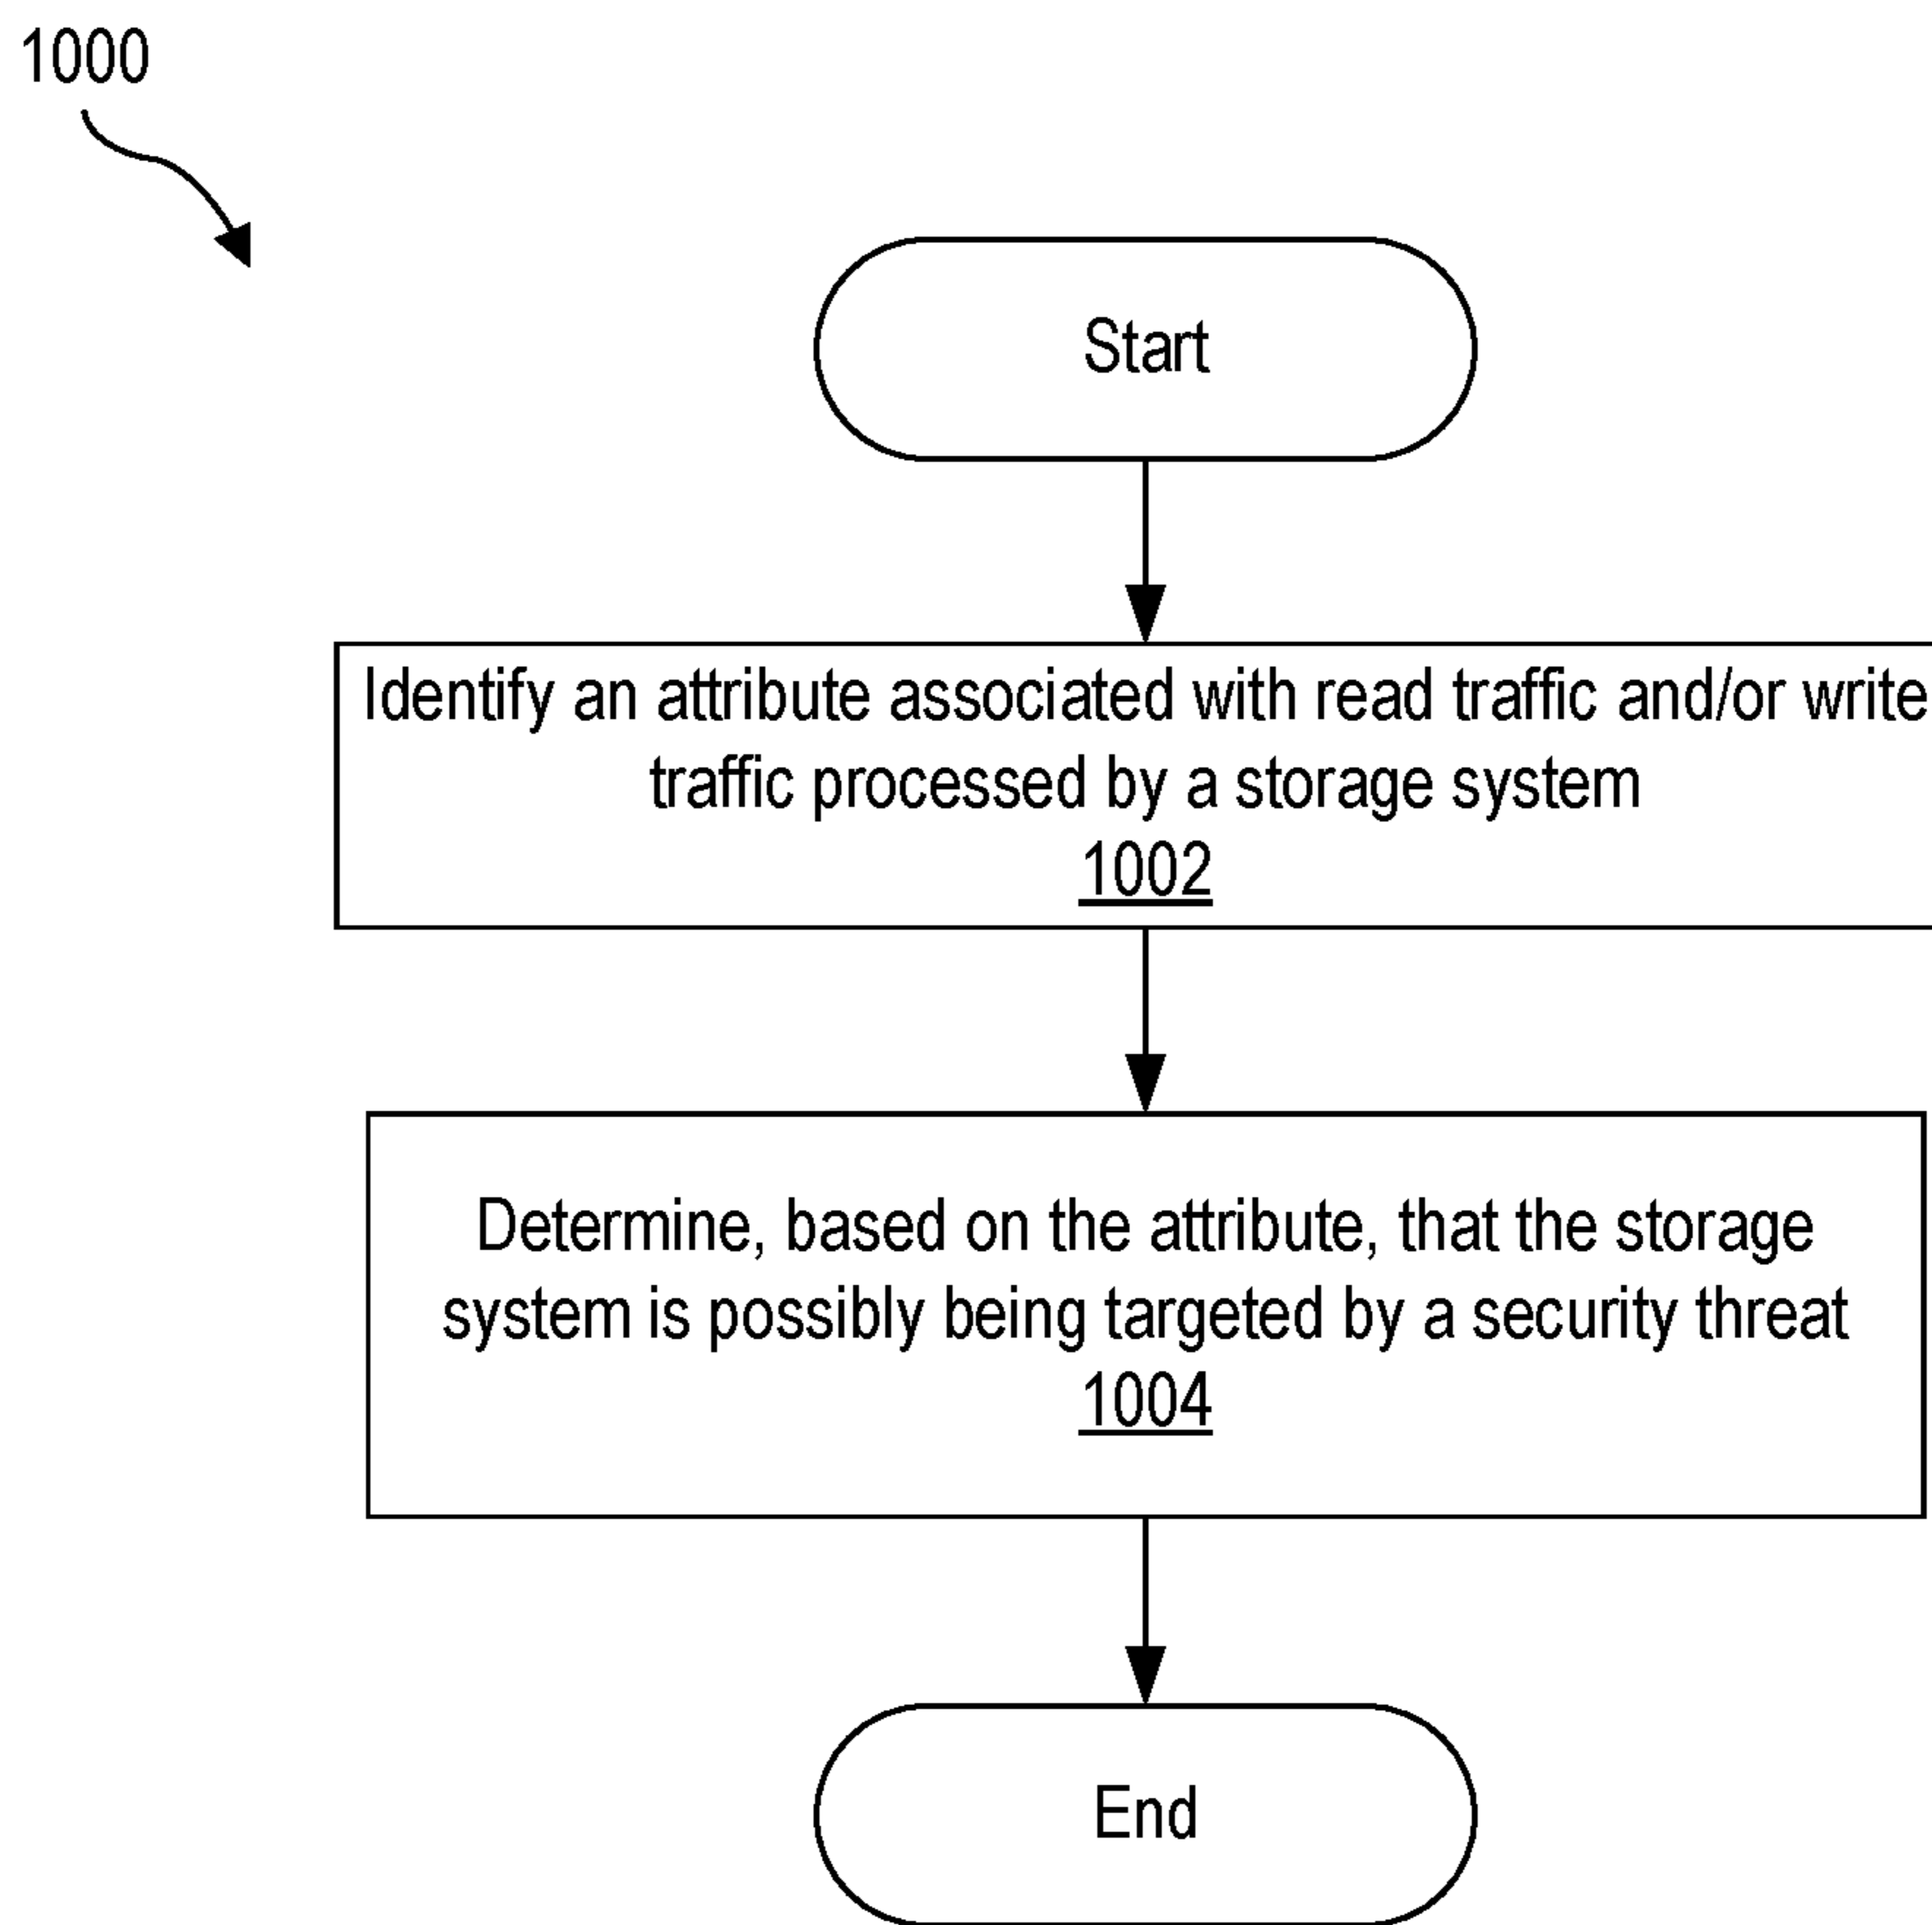 1000
Start
Identify an attribute associated with read traffic and/or write
traffic processed by a storage system
1002
Determine, based on the attribute, that the storage
system is possibly being targeted by a security threat
1004
End